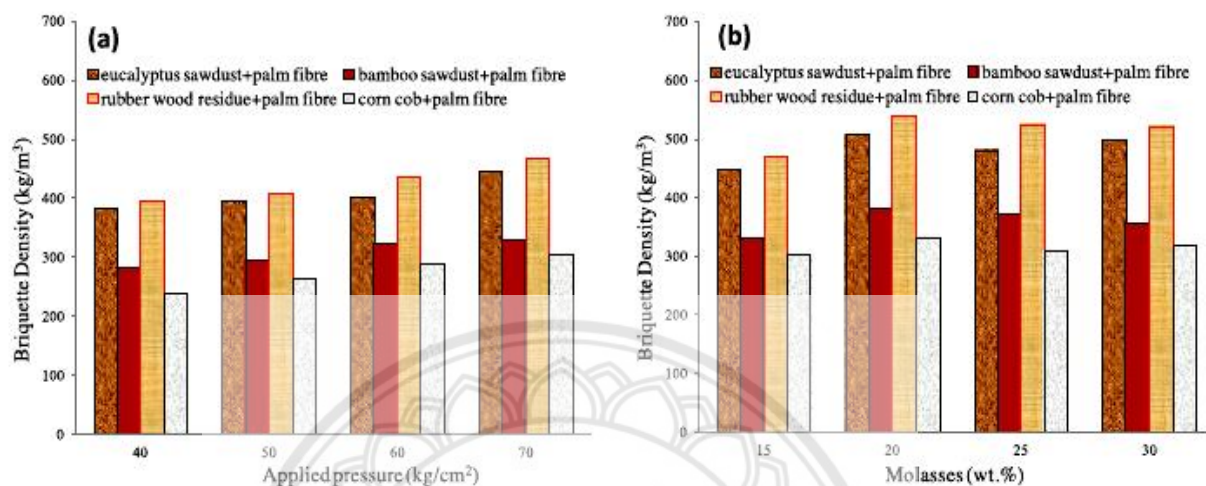 (a)
700
600
500
400
300
200
100
0
Briquette Density (kg/m³)
eucalyptus sawdust+palm fibre bamboo sawdust+palm fibre
rubber wood residue+palm fibre corn cob+palm fibre
40 50 60 70
Applied pressure (kg/cm²)
(b)
700
600
500
400
300
200
100
0
Briquette Density (kg/m³)
eucalyptus sawdust+palm fibre bamboo sawdust+palm fibre
rubber wood residue+palm fibre corn cob+palm fibre
15 20 25 30
Molasses (wt.%)